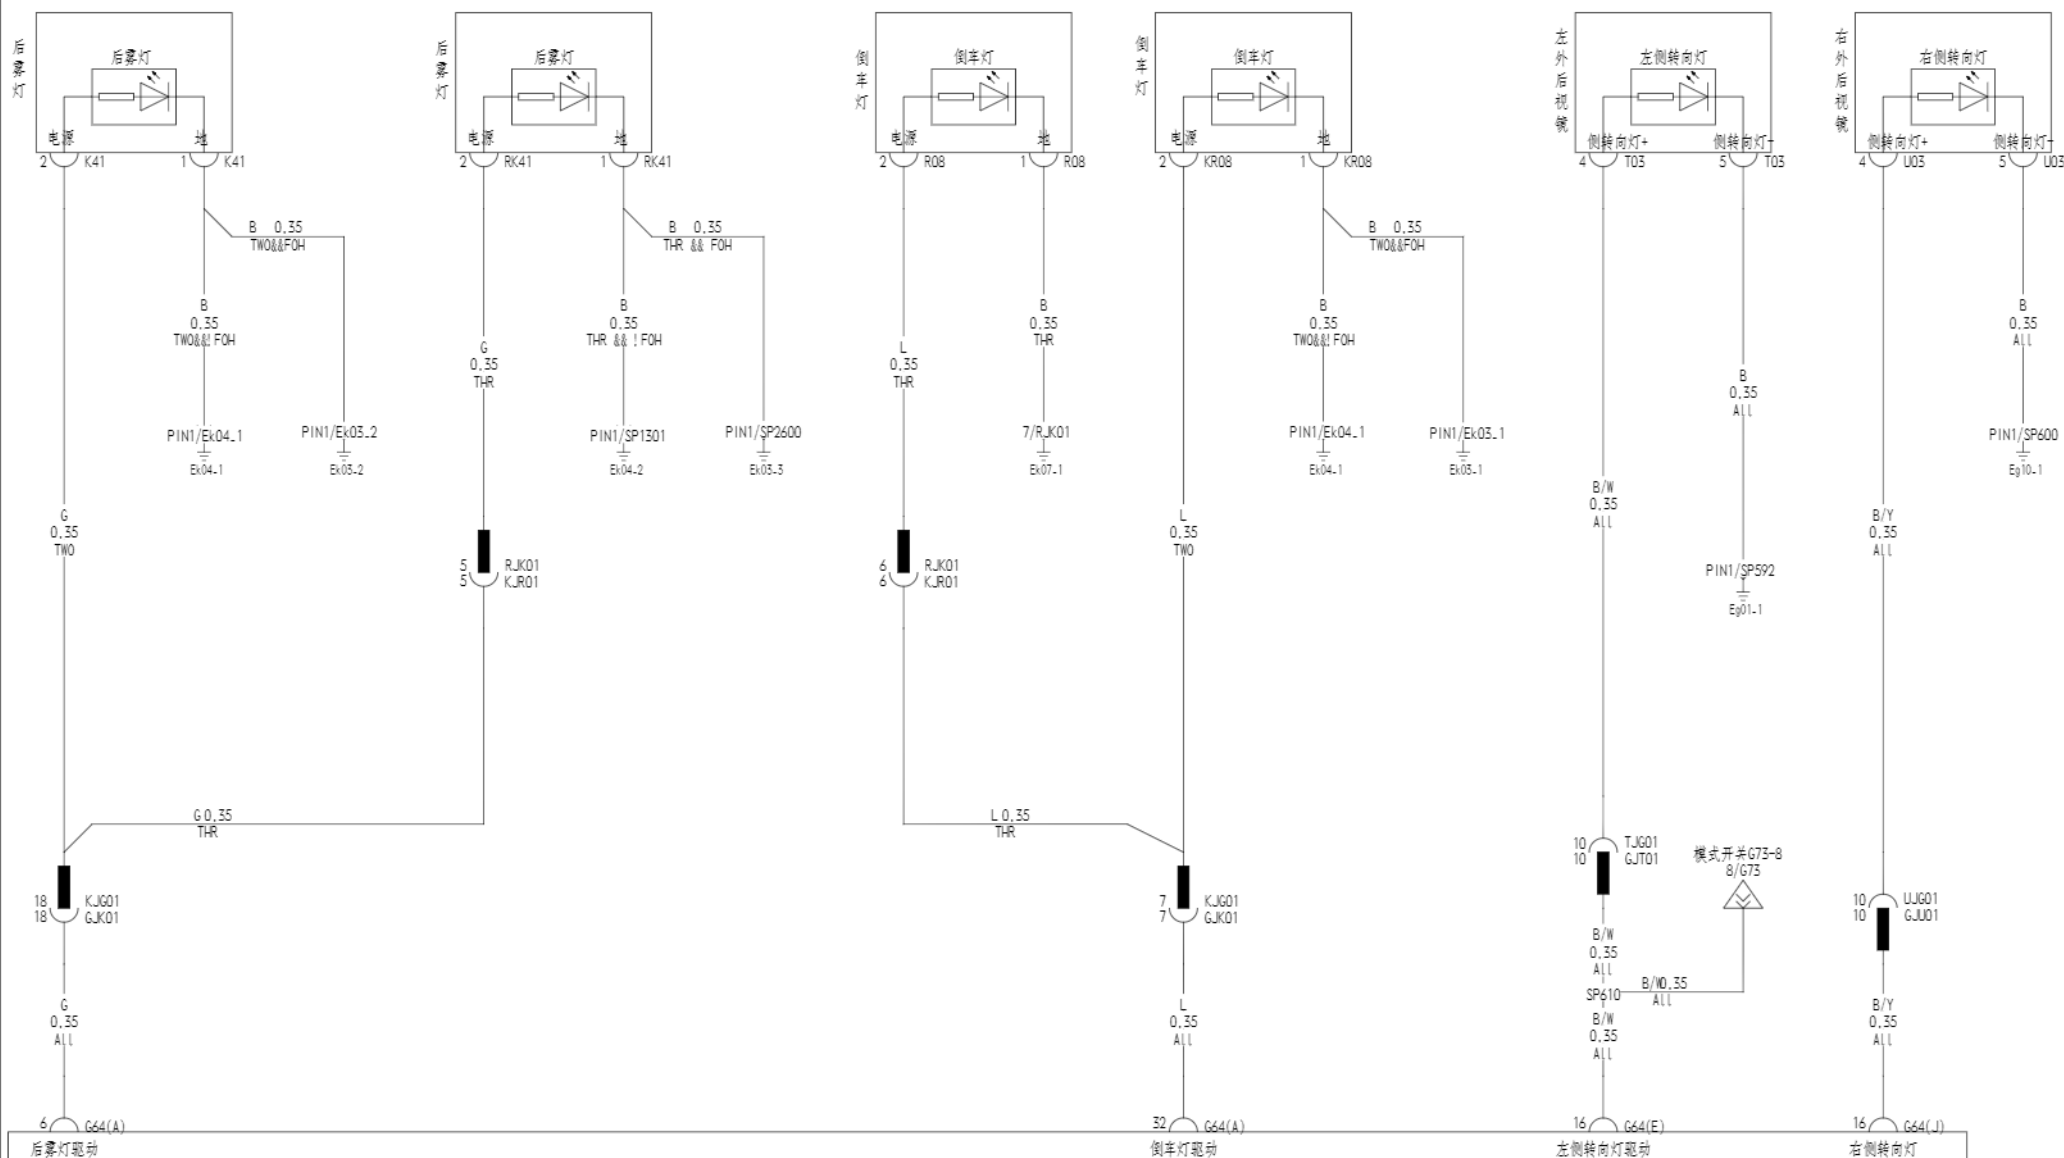 后雾灯
后雾灯
电源
地
2
K41
1
K41
B 0.35
TWO&&FOH
B
0.35
TWO&&! FOH
PIN1/Ek04-1
Ek04-1
PIN1/Ek03-2
Ek03-2
G
0.35
TWO
后雾灯
后雾灯
电源
地
2
RK41
1
RK41
B 0.35
THR && FOH
B
0.35
THR && ! FOH
G
0.35
THR
PIN1/SP1301
Ek04-2
PIN1/SP2600
Ek03-3
5
RJK01
5
KJR01
G 0.35
THR
18
KJG01
18
GJK01
G
0.35
ALL
6
G64(A)
后雾灯驱动
倒车灯
倒车灯
电源
地
2
R08
1
R08
L
0.35
THR
B
0.35
THR
7/RJK01
Ek07-1
6
RJK01
6
KJR01
L 0.35
THR
倒车灯
倒车灯
电源
地
2
KR08
1
KR08
B 0.35
TWO&&FOH
B
0.35
TWO&&! FOH
PIN1/Ek04-1
Ek04-1
PIN1/Ek03-1
Ek03-1
L
0.35
TWO
7
KJG01
7
GJK01
L
0.35
ALL
32
G64(A)
倒车灯驱动
左外后视镜
左侧转向灯
侧转向灯+
侧转向灯-
4
T03
5
T03
B/W
0.35
ALL
B
0.35
ALL
PIN1/SP592
Eg01-1
10
TJG01
10
GJT01
模式开关G73-8
8/G73
B/W
0.35
ALL
SP610
B/W0.35
ALL
B/W
0.35
ALL
16
G64(E)
左侧转向灯驱动
右外后视镜
右侧转向灯
侧转向灯+
侧转向灯-
4
U03
5
U03
B
0.35
ALL
PIN1/SP600
Eg10-1
B/Y
0.35
ALL
10
UJG01
10
GJU01
B/Y
0.35
ALL
16
G64(J)
右侧转向灯